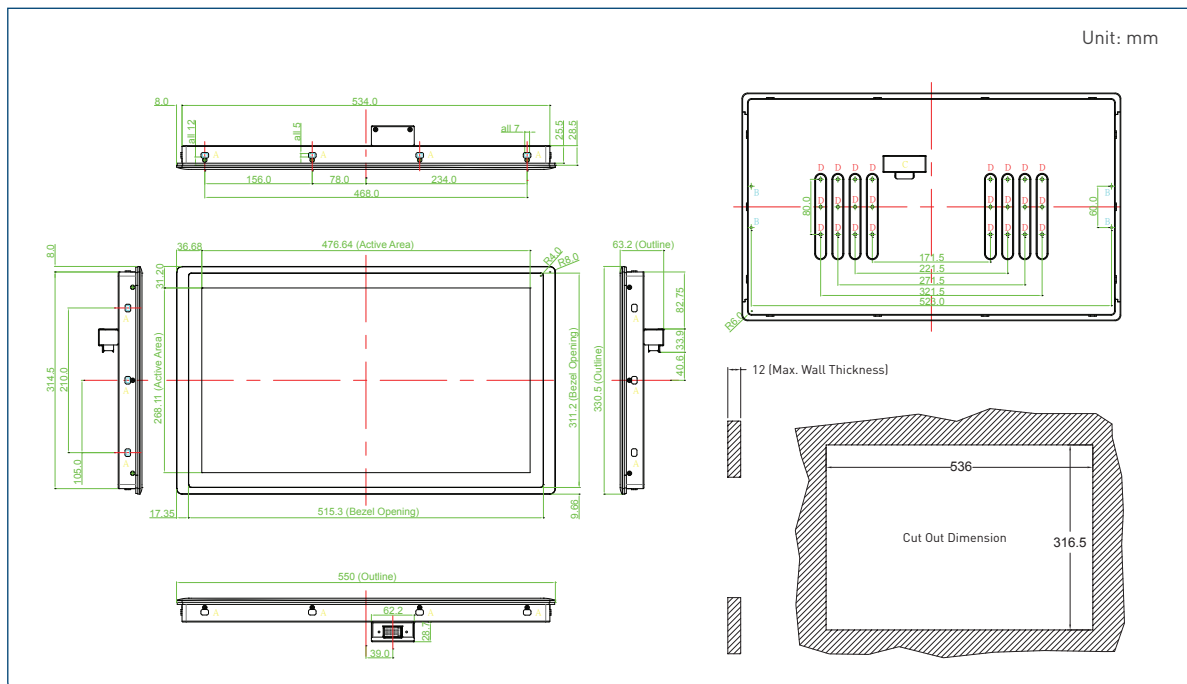 Unit: mm
8.0
534.0
all 12
all 5
all 7
25.5
28.5
A
A
A
A
156.0
78.0
234.0
468.0
D D D D
D D D D
C
B
B
D D D D
D D D D
80.0
60.0
B
B
D D D D
D D D D
171.5
221.5
271.5
321.5
523.0
R6.0
8.0
36.68
476.64 (Active Area)
63.2 (Outline)
R4.0
R8.0
31.20
A
A
A
314.5
210.0
105.0
268.11 (Active Area)
311.2 (Bezel Opening)
330.5 (Outline)
A
A
A
82.75
33.9
40.6
17.35
515.3 (Bezel Opening)
9.66
12 (Max. Wall Thickness)
536
Cut Out Dimension
316.5
550 (Outline)
A
A
A
A
62.2
28.7
39.0